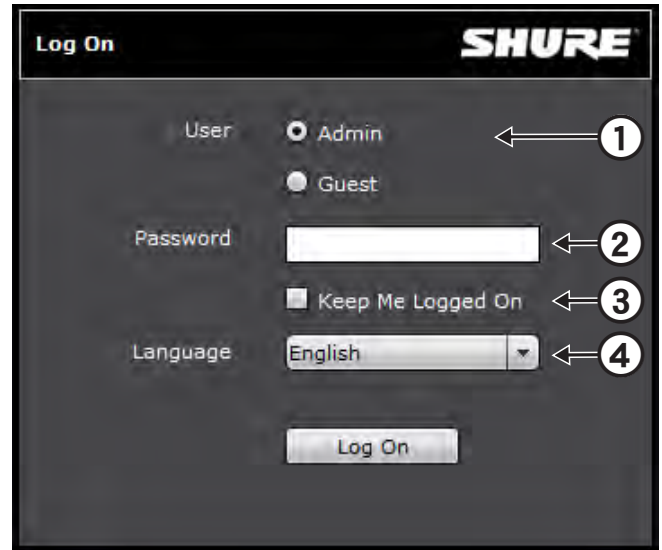 Log On
SHURE
User
Admin
1
Guest
Password
2
Keep Me Logged On
3
Language
English
4
Log On